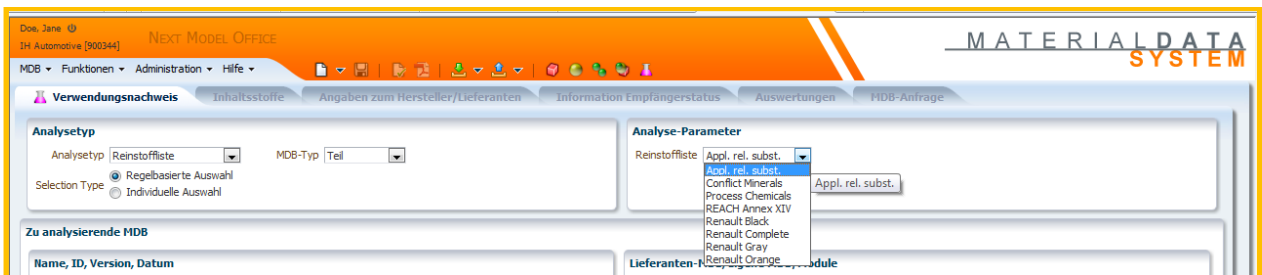 Doe, Jane
IH Automotive [900344]
NEXT MODEL OFFICE
MATERIALDATA
SYSTEM
MDB Funktionen Administration Hilfe
Verwendungsnachweis Inhaltsstoffe Angaben zum Hersteller/Lieferanten Information Empfängerstatus Auswertungen MDB-Anfrage
Analysetyp
Analysetyp Reinstoffliste MDB-Typ Teil
Selection Type Regelbasierte Auswahl
Individuelle Auswahl
Analyse-Parameter
Reinstoffliste Appl. rel. subst.
Appl. rel. subst.
Conflict Minerals
Process Chemicals
REACH Annex XIV
Renault Black
Renault Complete
Renault Gray
Renault Orange
Appl. rel. subst.
Zu analysierende MDB
Name, ID, Version, Datum
Lieferanten-